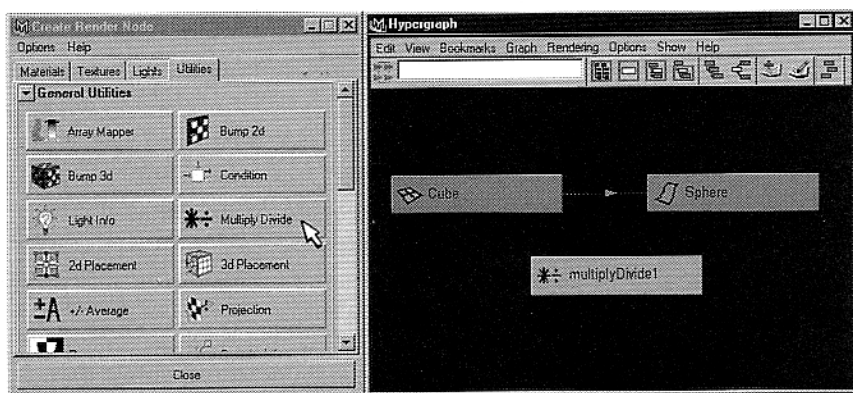 Create Render Node
Options Help
Materials Textures Lights Utilities
General Utilities
Array Mapper Bump 2d
Bump 3d Condition
Light Info Multiply Divide
2d Placement 3d Placement
+/- Average Projection
Close
Hypergraph
Edit View Bookmarks Graph Rendering Options Show Help
Cube Sphere
multiplyDivide1